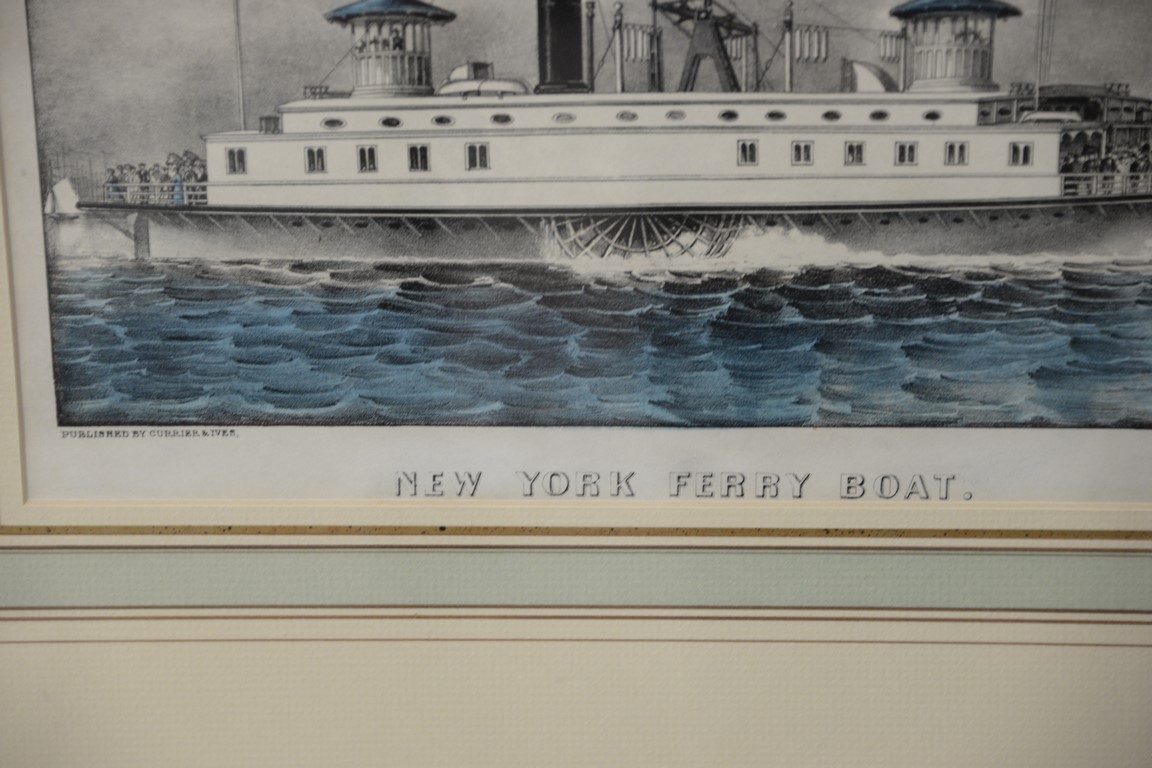 PUBLISHED BY CURRIER & IVES,
NEW YORK FERRY BOAT.